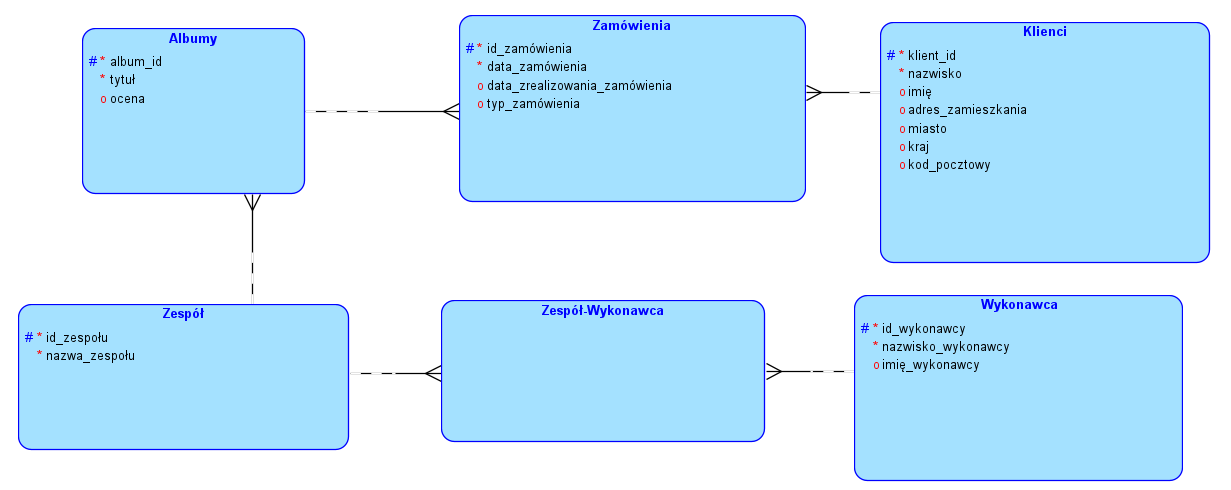 Albumy
#* album_id
* tytuł
o ocena
Zamówienia
#* id_zamówienia
* data_zamówienia
o data_zrealizowania_zamówienia
o typ_zamówienia
Klienci
#* klient_id
* nazwisko
o imię
o adres_zamieszkania
o miasto
o kraj
o kod_pocztowy
Zespół
#* id_zespołu
* nazwa_zespołu
Zespół-Wykonawca
Wykonawca
#* id_wykonawcy
* nazwisko_wykonawcy
o imię_wykonawcy